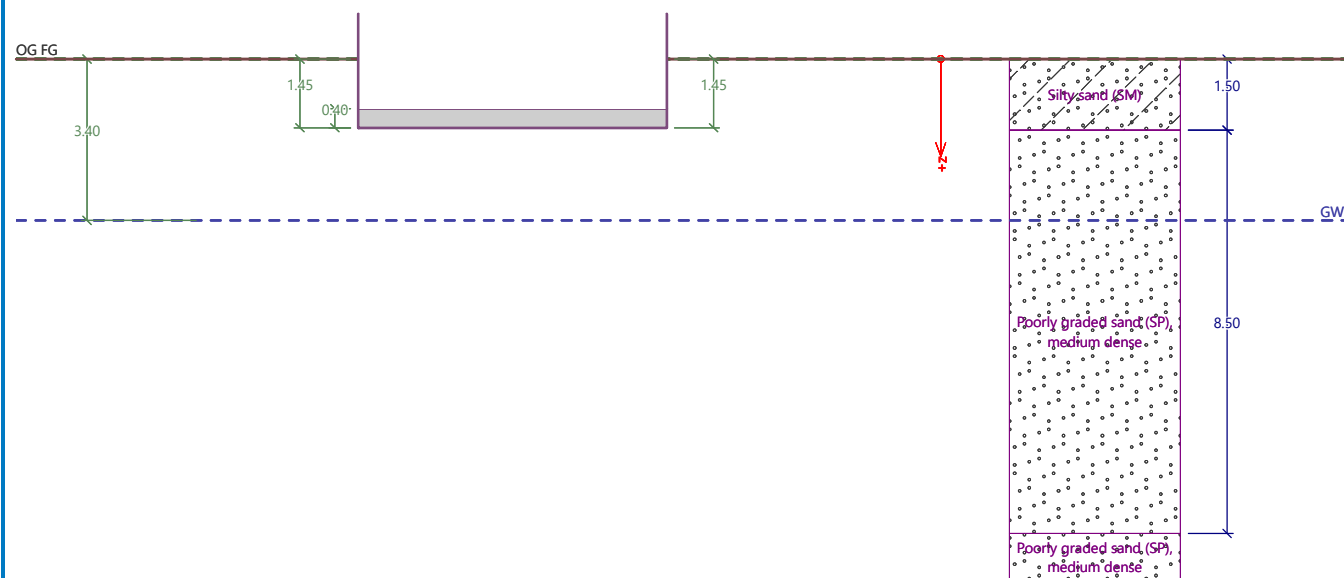 OG FG
1.45
0.40
3.40
1.45
+z
Silty sand (SM)
1.50
GW
Poorly graded sand (SP),
medium dense
8.50
Poorly graded sand (SP),
medium dense